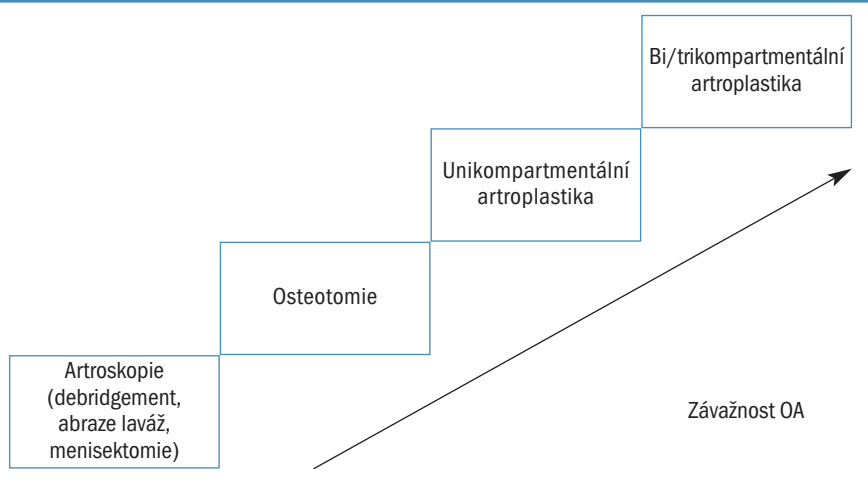 Bi/trikompartmentální
artroplastika
Unikompartmentální
artroplastika
Osteotomie
Artroskopie
(debridgement,
abraze laváž,
menisektomie)
Závažnost OA